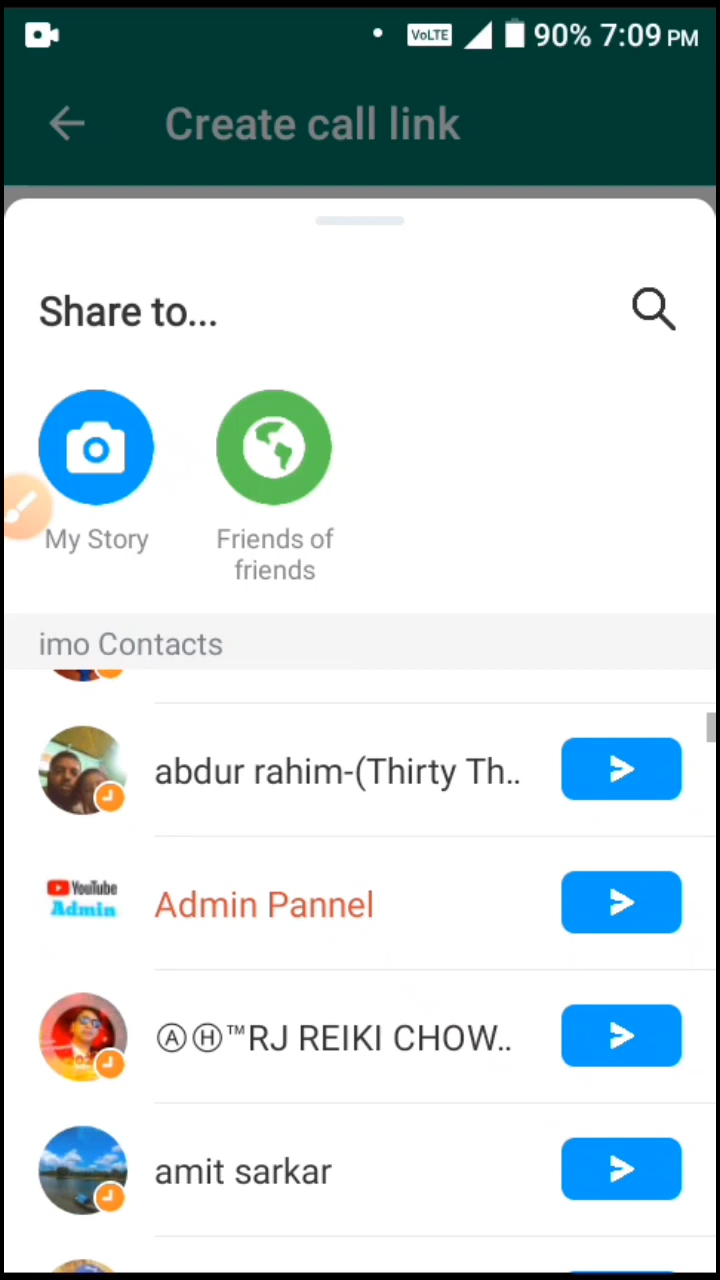 VoLTE 90% 7:09 PM
Create call link
Share to...
My Story
Friends of
friends
imo Contacts
abdur rahim-(Thirty Th..
YouTube
Admin
Admin Pannel
ⒶⒽ™RJ REIKI CHOW..
amit sarkar